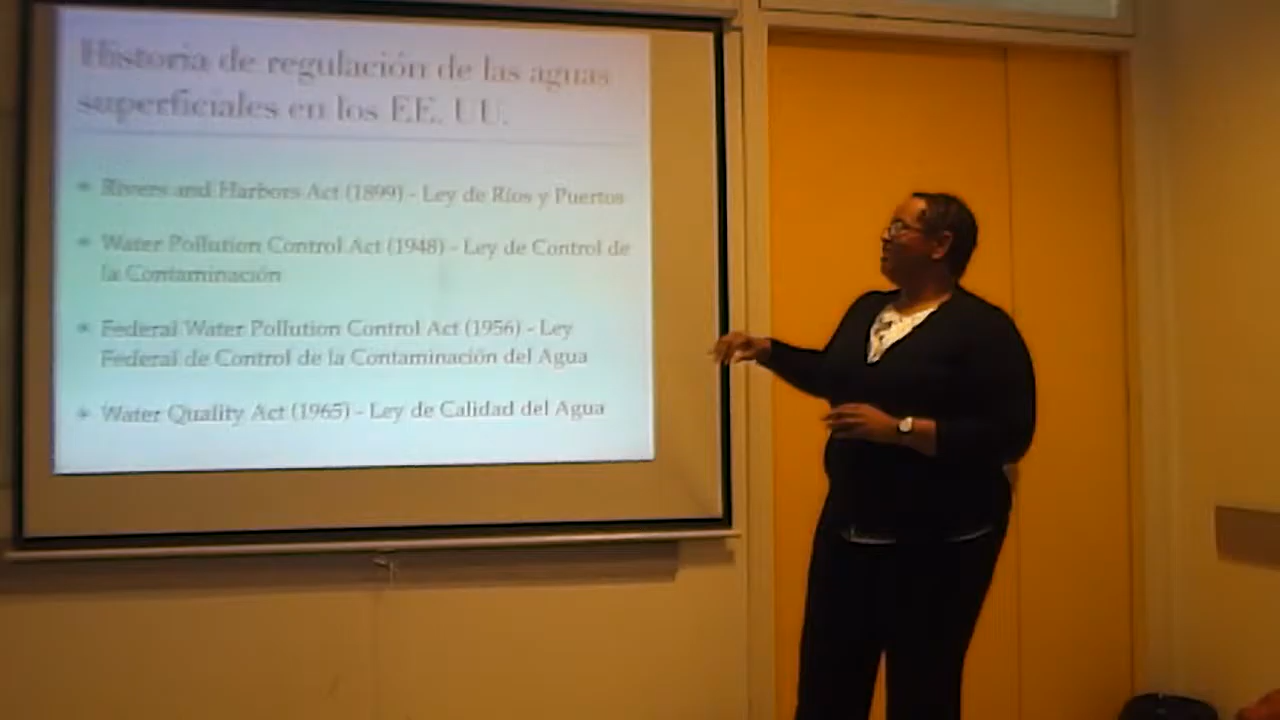 Historia de regulación de las aguas
superficiales en los EE. UU.
Rivers and Harbors Act (1899) - Ley de Ríos y Puertos
Water Pollution Control Act (1948) - Ley de Control de
la Contaminación
Federal Water Pollution Control Act (1956) - Ley
Federal de Control de la Contaminación del Agua
Water Quality Act (1965) - Ley de Calidad del Agua